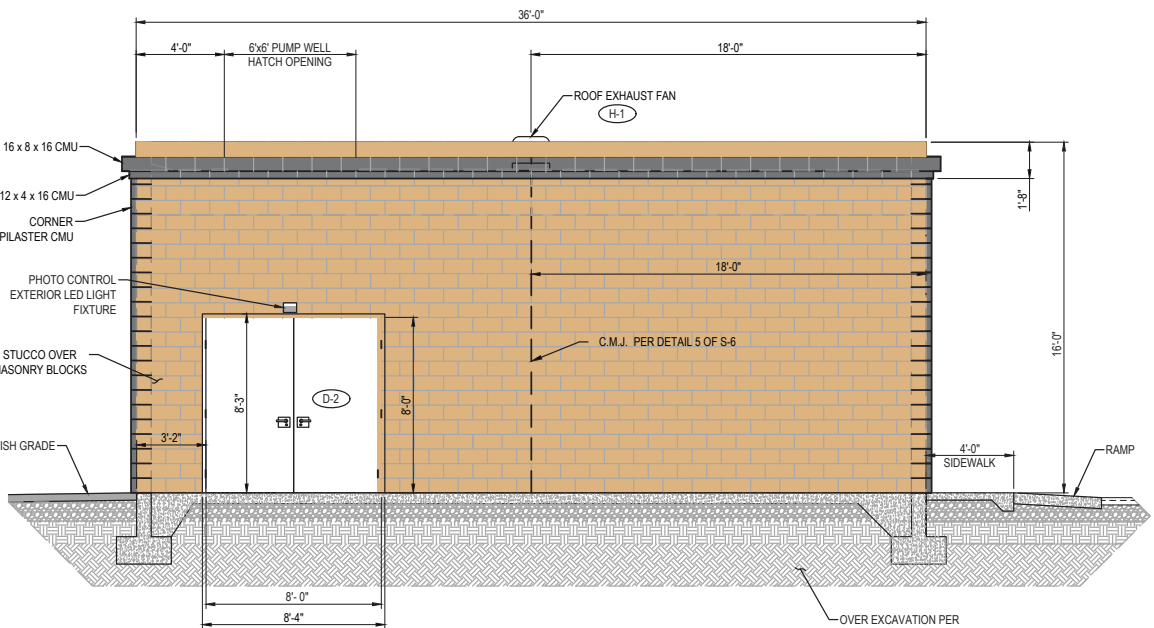 36'-0"
4'-0"
6'x6' PUMP WELL
HATCH OPENING
18'-0"
ROOF EXHAUST FAN
H-1
16 x 8 x 16 CMU
12 x 4 x 16 CMU
1'-8"
CORNER
PILASTER CMU
18'-0"
PHOTO CONTROL
EXTERIOR LED LIGHT
FIXTURE
C.M.J. PER DETAIL 5 OF S-6
16'-0"
STUCCO OVER
MASONRY BLOCKS
D-2
8'-3"
8'-0"
3'-2"
ISH GRADE
4'-0"
SIDEWALK
RAMP
8'- 0"
8'-4"
OVER EXCAVATION PER